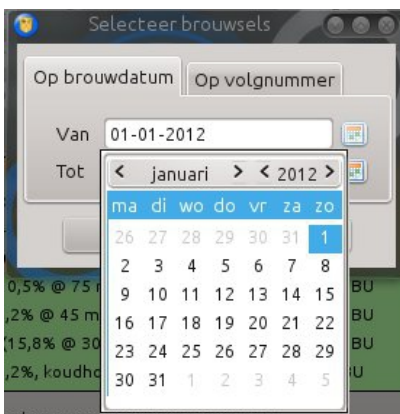 Selecteer brouwsels
Op brouwdatum Op volgnummer
Van 01-01-2012
Tot
< januari > < 2012 >
ma di wo do vr za zo
26 27 28 29 30 31 1
2 3 4 5 6 7 8
0,5% @ 75 BU
9 10 11 12 13 14 15
,2% @ 45 m BU
16 17 18 19 20 21 22
(15,8% @ 30
23 24 25 26 27 28 29
,2%, koudho
30 31 1 2 3 4 5